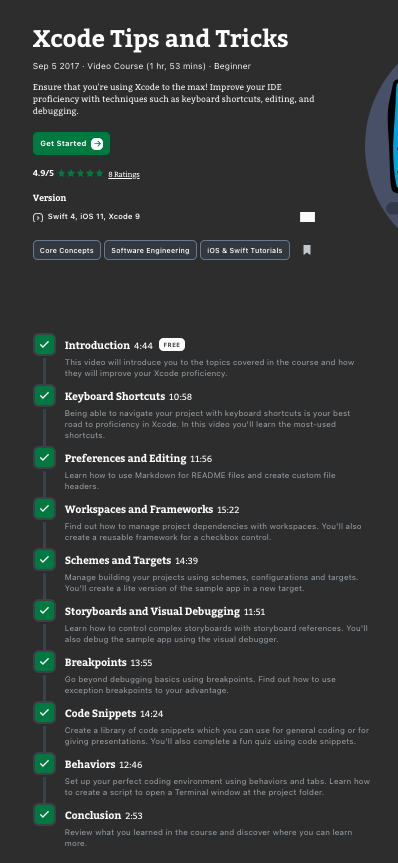 Xcode Tips and Tricks
Sep 5 2017 · Video Course (1 hr, 53 mins) · Beginner
Ensure that you're using Xcode to the max! Improve your IDE
proficiency with techniques such as keyboard shortcuts, editing, and
debugging.
Get Started
4.9/5 8 Ratings
Version
Swift 4, iOS 11, Xcode 9
Core Concepts Software Engineering iOS & Swift Tutorials
Introduction 4:44 FREE
This video will introduce you to the topics covered in the course and how
they will improve your Xcode proficiency.
Keyboard Shortcuts 10:58
Being able to navigate your project with keyboard shortcuts is your best
road to proficiency in Xcode. In this video you'll learn the most-used
shortcuts.
Preferences and Editing 11:56
Learn how to use Markdown for README files and create custom file
headers.
Workspaces and Frameworks 15:22
Find out how to manage project dependencies with workspaces. You'll also
create a reusable framework for a checkbox control.
Schemes and Targets 14:39
Manage building your projects using schemes, configurations and targets.
You'll create a lite version of the sample app in a new target.
Storyboards and Visual Debugging 11:51
Learn how to control complex storyboards with storyboard references. You'll
also debug the sample app using the visual debugger.
Breakpoints 13:55
Go beyond debugging basics using breakpoints. Find out how to use
exception breakpoints to your advantage.
Code Snippets 14:24
Create a library of code snippets which you can use for general coding or for
giving presentations. You'll also complete a fun quiz using code snippets.
Behaviors 12:46
Set up your perfect coding environment using behaviors and tabs. Learn how
to create a script to open a Terminal window at the project folder.
Conclusion 2:53
Review what you learned in the course and discover where you can learn
more.